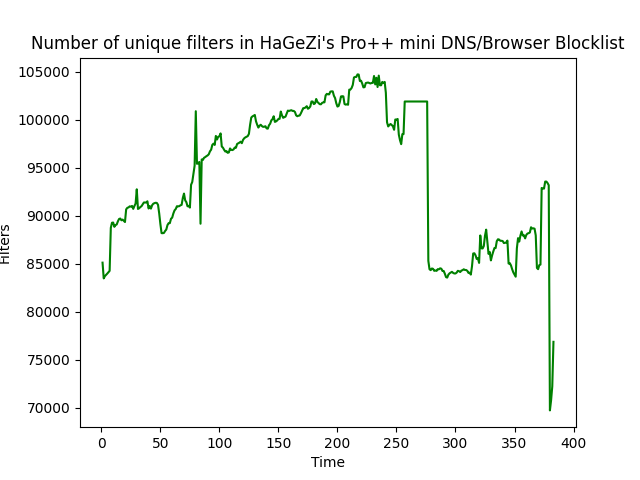 Number of unique filters in HaGeZi's Pro++ mini DNS/Browser Blocklist
105000
100000
95000
90000
85000
80000
75000
70000
Filters
0 50 100 150 200 250 300 350 400
Time